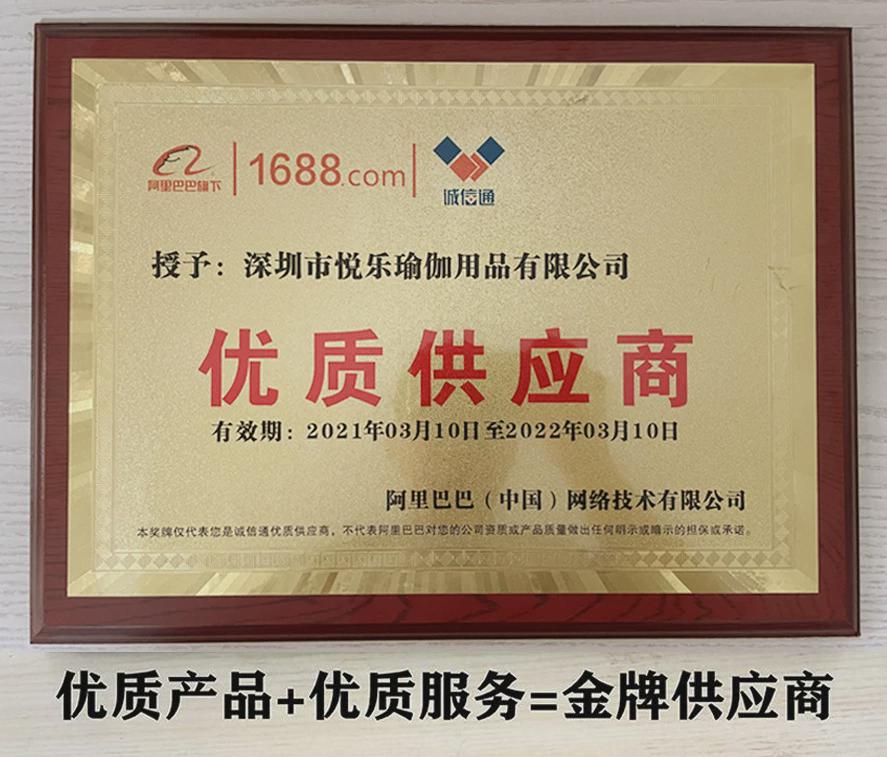 阿里巴巴旗下 1688.com 诚信通
授予：深圳市悦乐瑜伽用品有限公司
优质供应商
有效期：2021年03月10日至2022年03月10日
阿里巴巴（中国）网络技术有限公司
本奖牌仅代表您是诚信通优质供应商，不代表阿里巴巴对您的公司资质或产品质量做出任何明示或暗示的担保或承诺。
优质产品+优质服务=金牌供应商